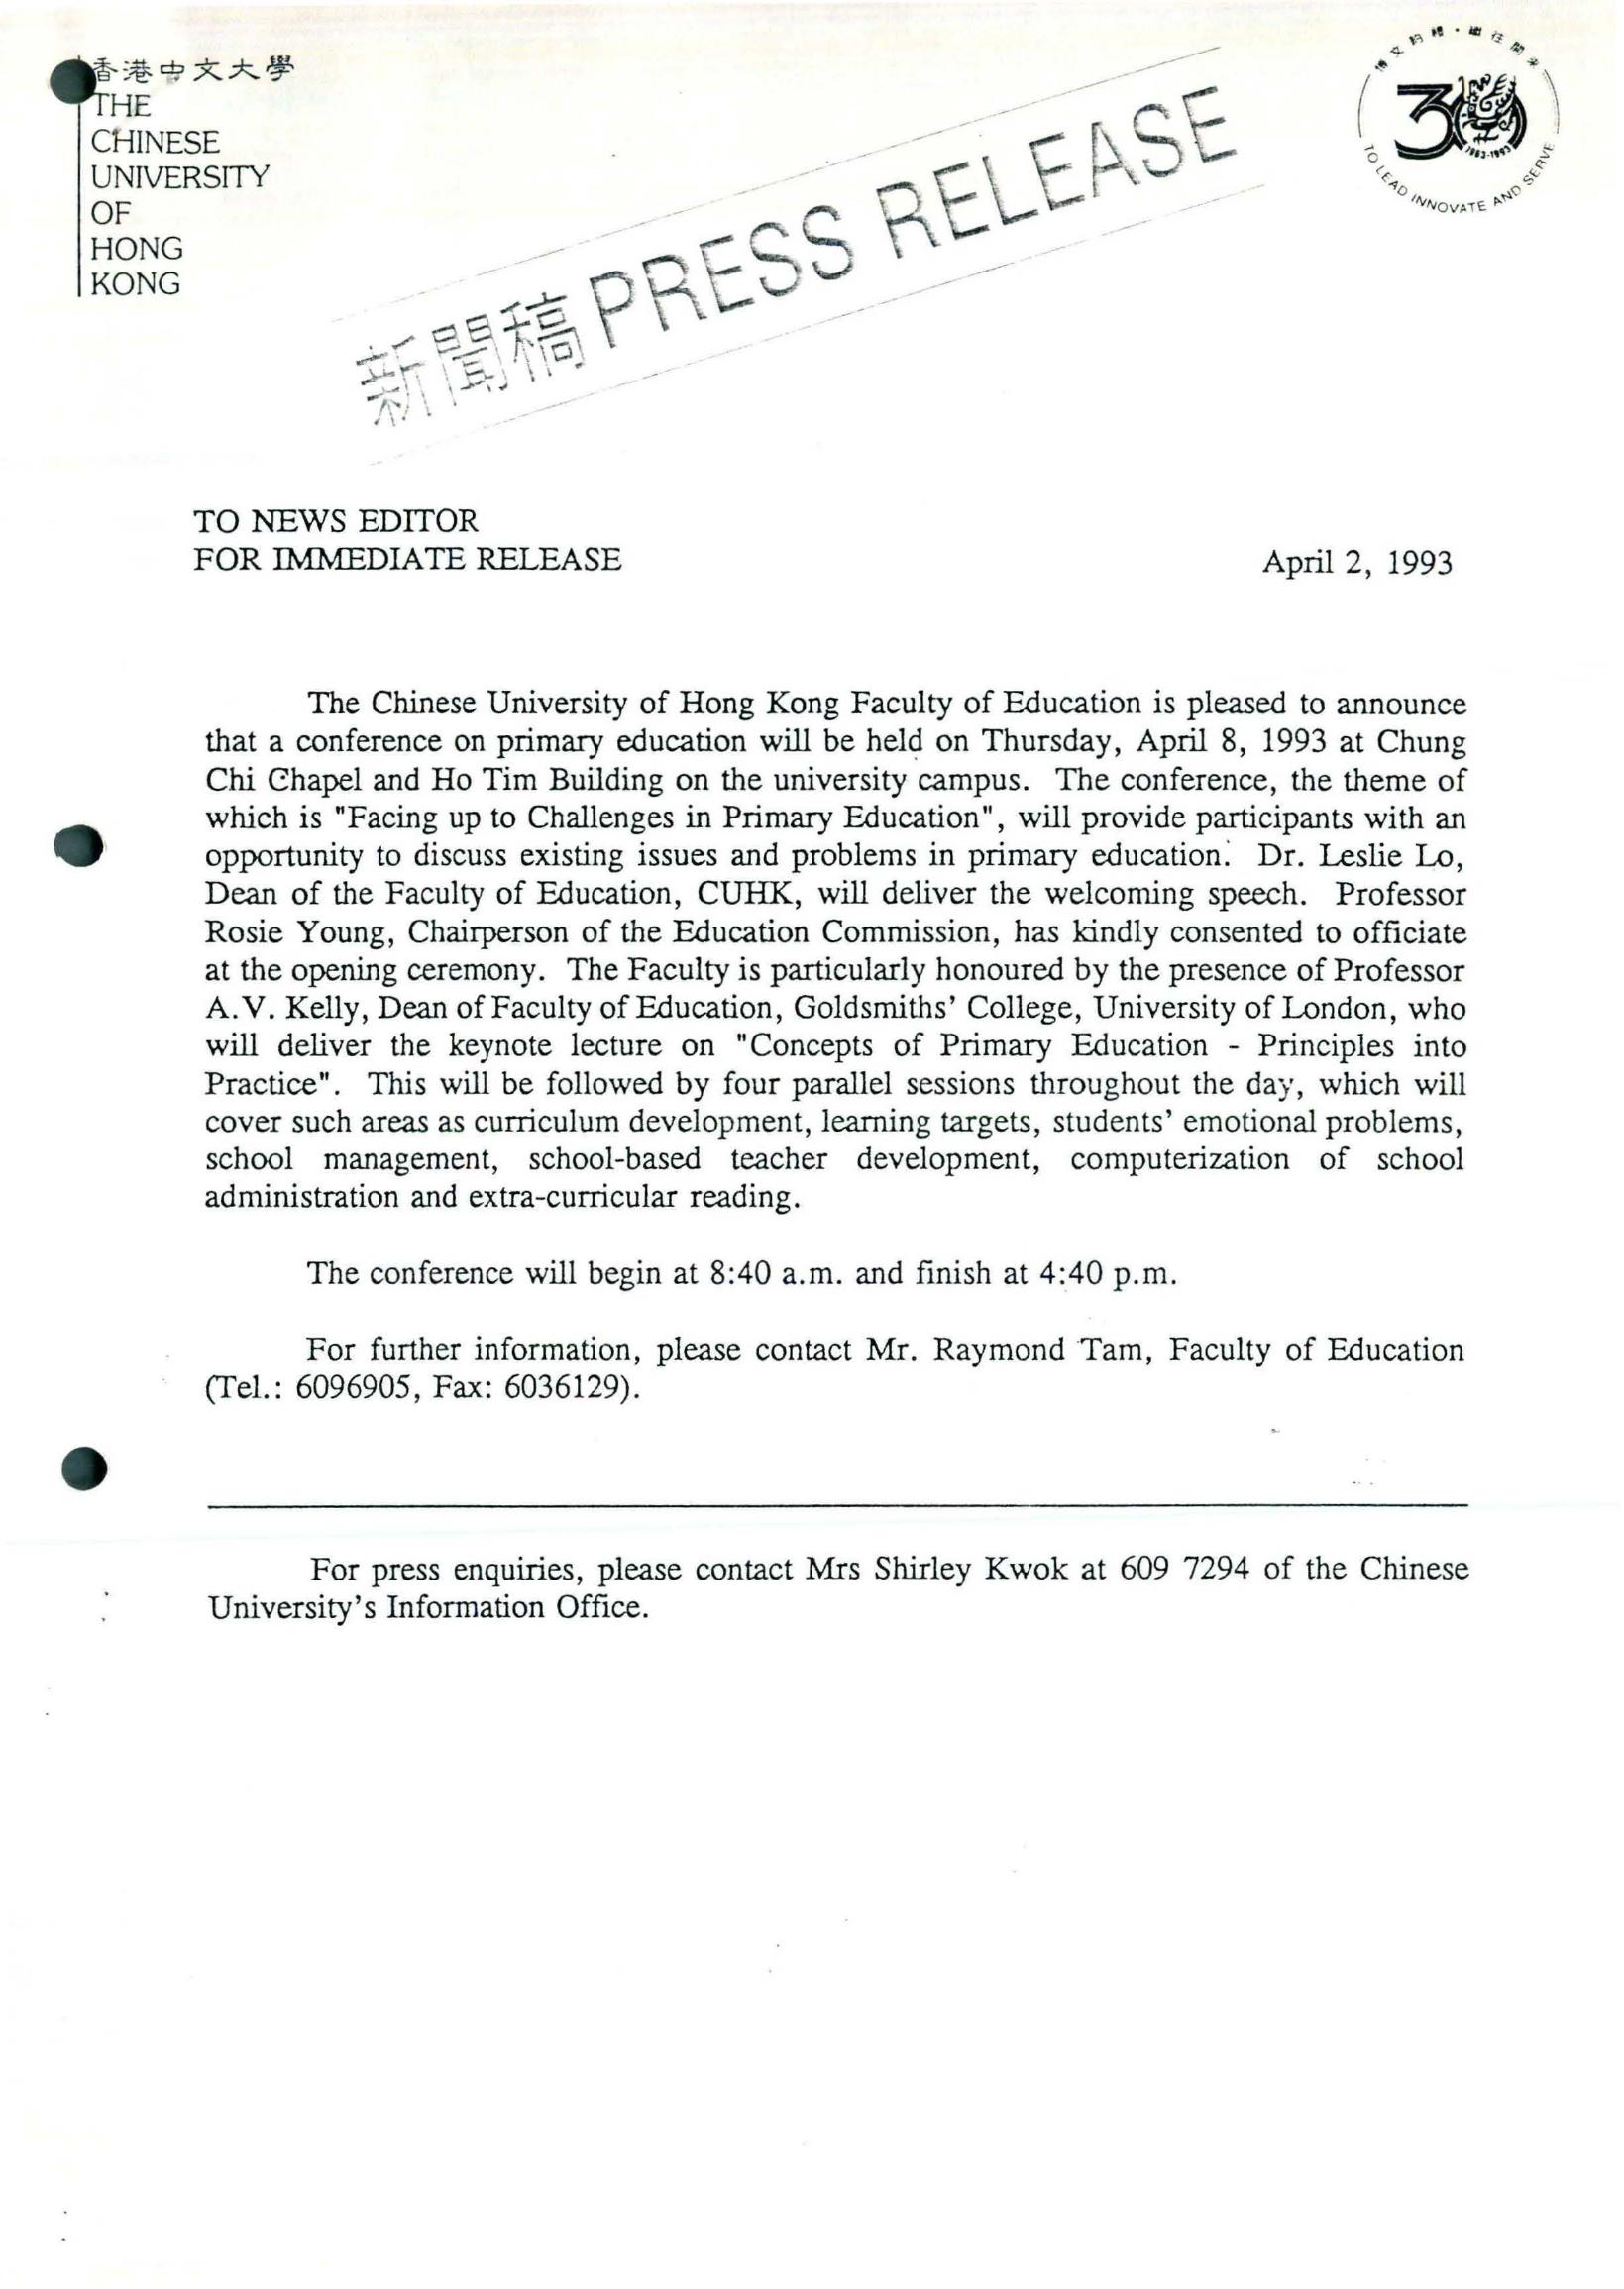 香港中文大學
THE
CHINESE
UNIVERSITY
OF
HONG
KONG
新聞稿 PRESS RELEASE
博文約禮・繼往開來
30
1963-1993
TO LEAD INNOVATE AND SERVE
TO NEWS EDITOR
FOR IMMEDIATE RELEASE
April 2, 1993
The Chinese University of Hong Kong Faculty of Education is pleased to announce
that a conference on primary education will be held on Thursday, April 8, 1993 at Chung
Chi Chapel and Ho Tim Building on the university campus. The conference, the theme of
which is "Facing up to Challenges in Primary Education", will provide participants with an
opportunity to discuss existing issues and problems in primary education. Dr. Leslie Lo,
Dean of the Faculty of Education, CUHK, will deliver the welcoming speech. Professor
Rosie Young, Chairperson of the Education Commission, has kindly consented to officiate
at the opening ceremony. The Faculty is particularly honoured by the presence of Professor
A.V. Kelly, Dean of Faculty of Education, Goldsmiths' College, University of London, who
will deliver the keynote lecture on "Concepts of Primary Education - Principles into
Practice". This will be followed by four parallel sessions throughout the day, which will
cover such areas as curriculum development, learning targets, students' emotional problems,
school management, school-based teacher development, computerization of school
administration and extra-curricular reading.
The conference will begin at 8:40 a.m. and finish at 4:40 p.m.
For further information, please contact Mr. Raymond Tam, Faculty of Education
(Tel.: 6096905, Fax: 6036129).
For press enquiries, please contact Mrs Shirley Kwok at 609 7294 of the Chinese
University's Information Office.